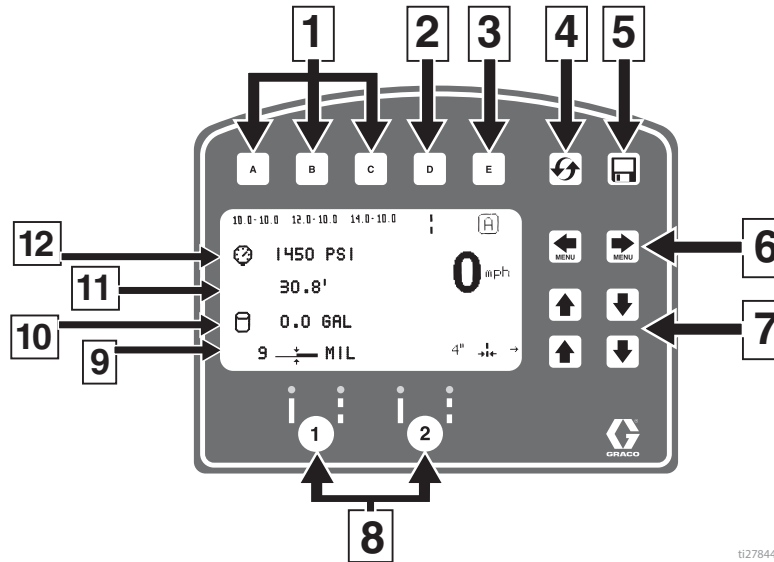 1 2 3 4 5
A B C D E
10.0-10.0 12.0-10.0 14.0-10.0 A
12
1450 PSI
0 mph
MENU MENU
6
11
30.8'
10
0.0 GAL
7
9
9 MIL
4"
1 2
GRACO
8
ti27844